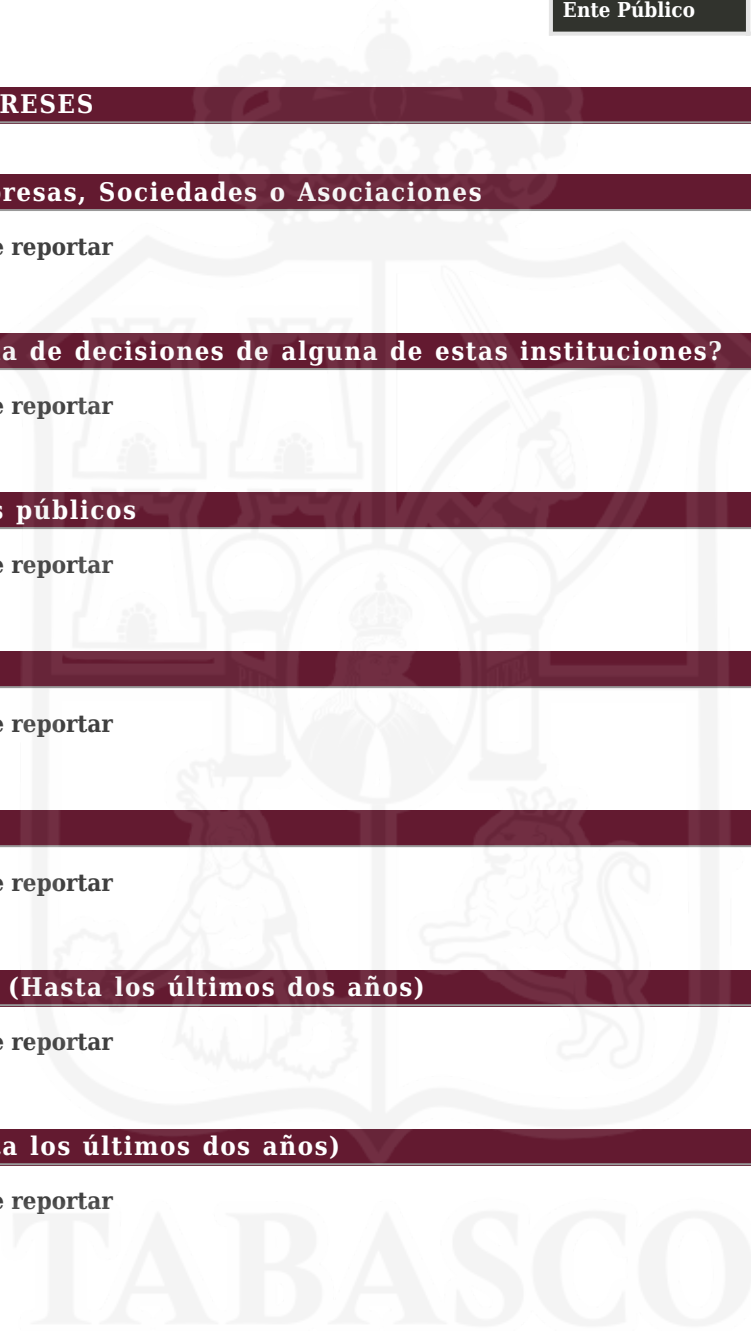 Ente Público
RESES
resas, Sociedades o Asociaciones
e reportar
a de decisiones de alguna de estas instituciones?
e reportar
s públicos
e reportar
e reportar
e reportar
(Hasta los últimos dos años)
e reportar
a los últimos dos años)
e reportar
TABASCO